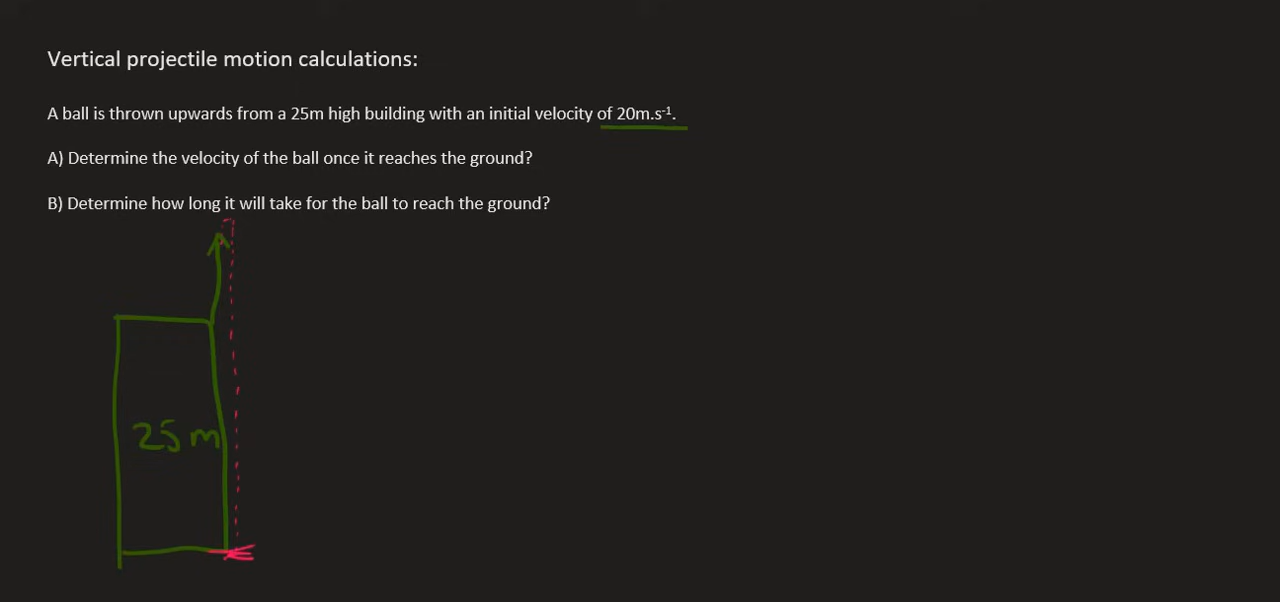 Vertical projectile motion calculations:
A ball is thrown upwards from a 25m high building with an initial velocity of 20m.s⁻¹.
A) Determine the velocity of the ball once it reaches the ground?
B) Determine how long it will take for the ball to reach the ground?
25m